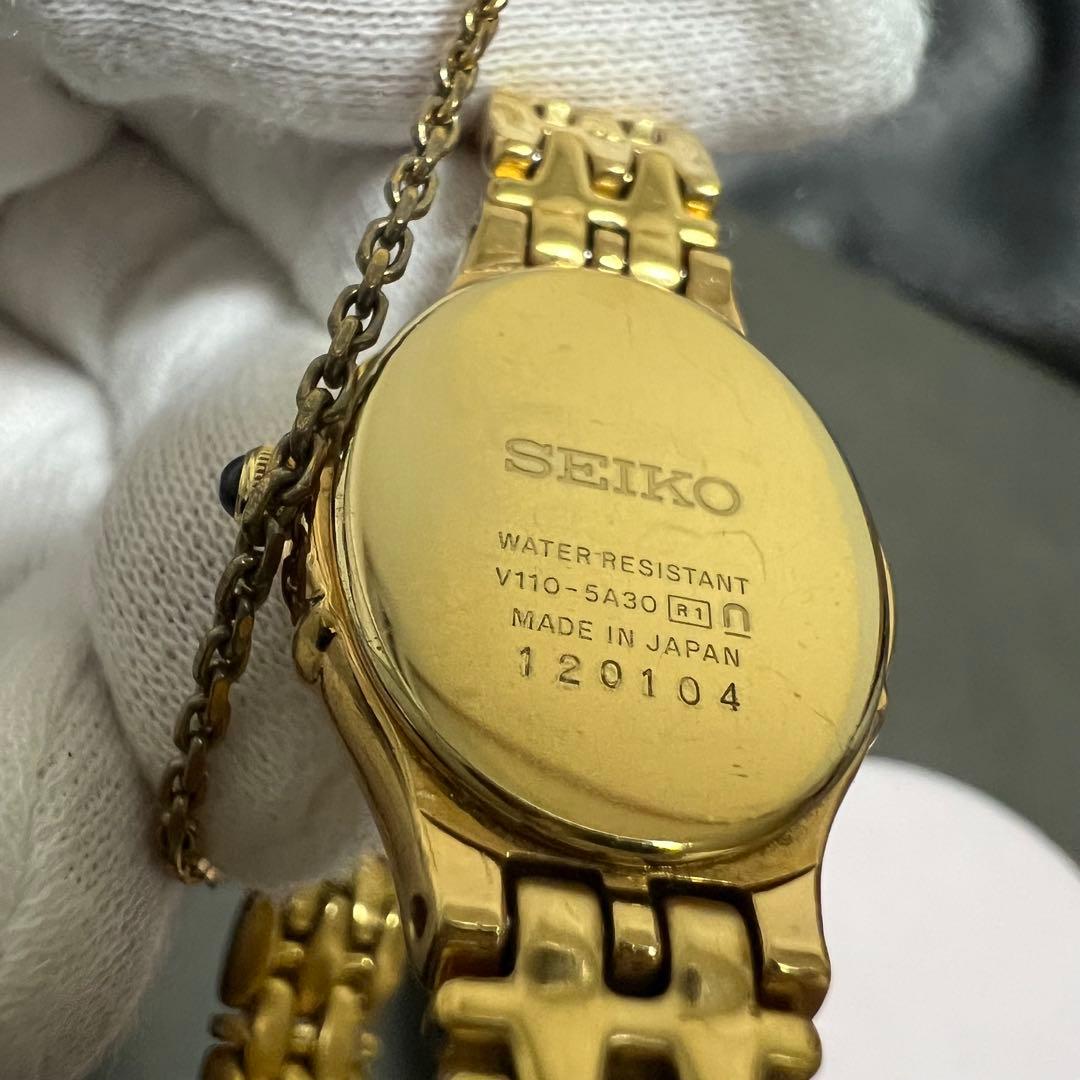 SEIKO
WATER RESISTANT
V110-5A30 R1
MADE IN JAPAN
120104